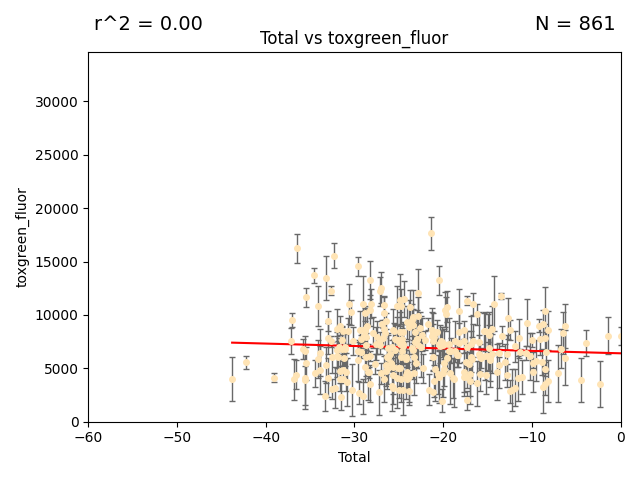 r^2 = 0.00
N = 861
Total vs toxgreen_fluor
30000
25000
20000
15000
10000
5000
0
toxgreen_fluor
−60
−50
−40
−30
−20
−10
0
Total